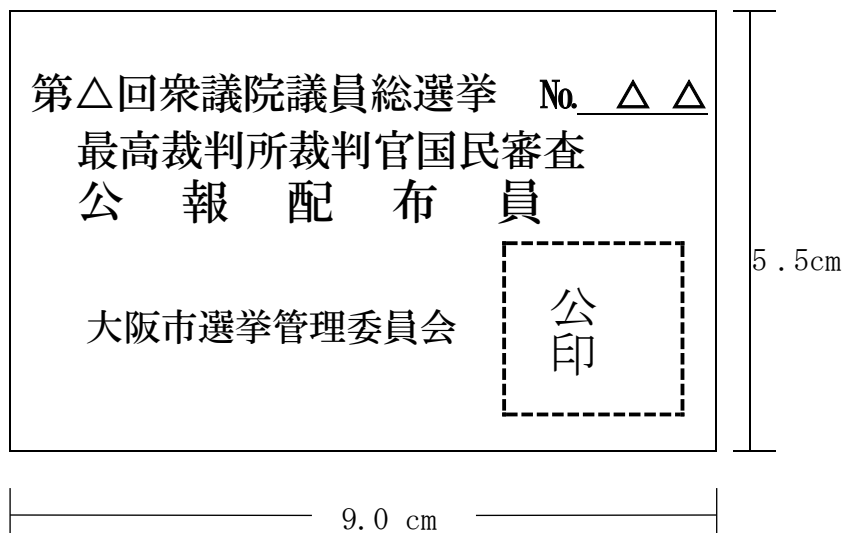 第△回衆議院議員総選挙 № △ △
最高裁判所裁判官国民審査
公 報 配 布 員
大阪市選挙管理委員会
公
印
5.5cm
9.0 cm